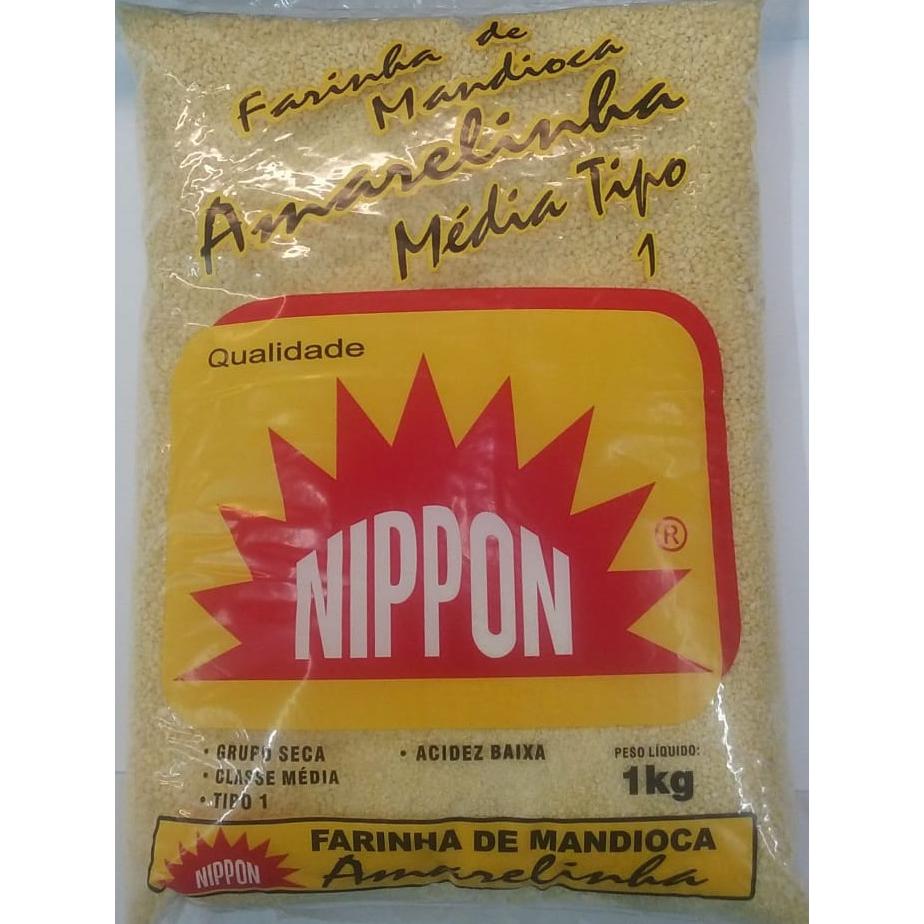 Farinha de
Mandioca
Amarelinha
Média Tipo
1
Qualidade
NIPPON
®
• GRUPO SECA
• CLASSE MÉDIA
• TIPO 1
• ACIDEZ BAIXA
PESO LÍQUIDO:
1kg
NIPPON
FARINHA DE MANDIOCA
Amarelinha